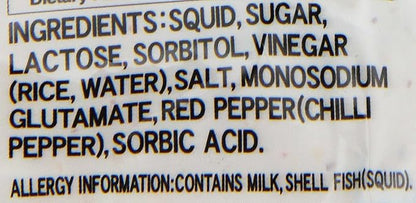 INGREDIENTS:SQUID, SUGAR,
LACTOSE, SORBITOL, VINEGAR
(RICE, WATER), SALT, MONOSODIUM
GLUTAMATE, RED PEPPER(CHILLI
PEPPER), SORBIC ACID.
ALLERGY INFORMATION:CONTAINS MILK, SHELL FISH(SQUID).